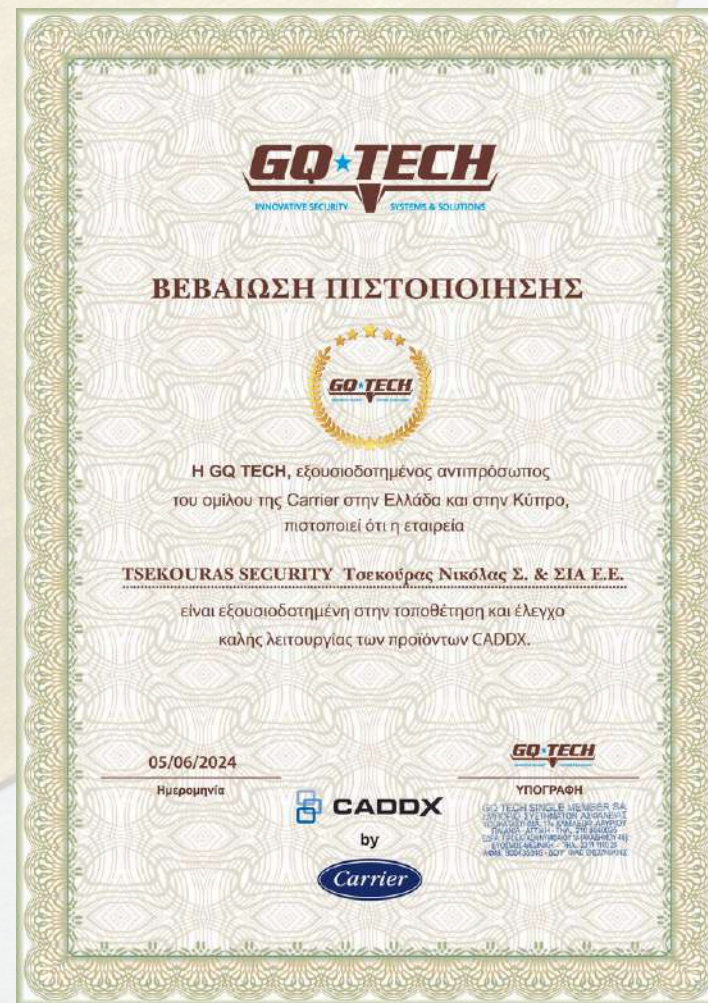 GQ TECH
INNOVATIVE SECURITY SYSTEMS & SOLUTIONS
ΒΕΒΑΙΩΣΗ ΠΙΣΤΟΠΟΙΗΣΗΣ
GQ TECH
Η GQ TECH, εξουσιοδοτημένος αντιπρόσωπος
του ομίλου της Carrier στην Ελλάδα και στην Κύπρο,
πιστοποιεί ότι η εταιρεία
TSEKOURAS SECURITY Τσεκούρας Νικόλας Σ. & ΣΙΑ Ε.Ε.
είναι εξουσιοδοτημένη στην τοποθέτηση και έλεγχο
καλής λειτουργίας των προϊόντων CADDX.
05/06/2024
Ημερομηνία
GQ TECH
ΥΠΟΓΡΑΦΗ
GQ TECH SINGLE MEMBER SA
ΕΜΠΟΡΙΟ ΣΥΣΤΗΜΑΤΩΝ ΑΣΦΑΛΕΙΑΣ
CADDX
by
Carrier